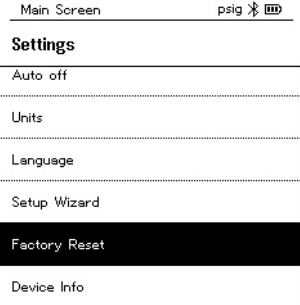 Main Screen psig
Settings
Auto off
Units
Language
Setup Wizard
Factory Reset
Device Info